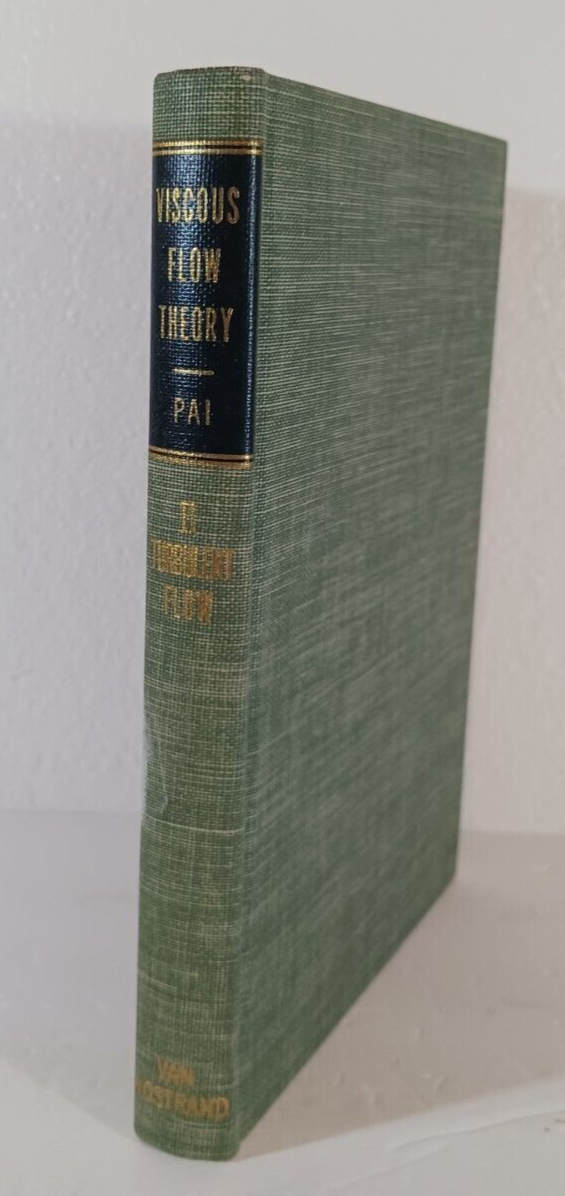 VISCOUS
FLOW
THEORY
PAI
II
TURBULENT
FLOW
VAN
NOSTRAND